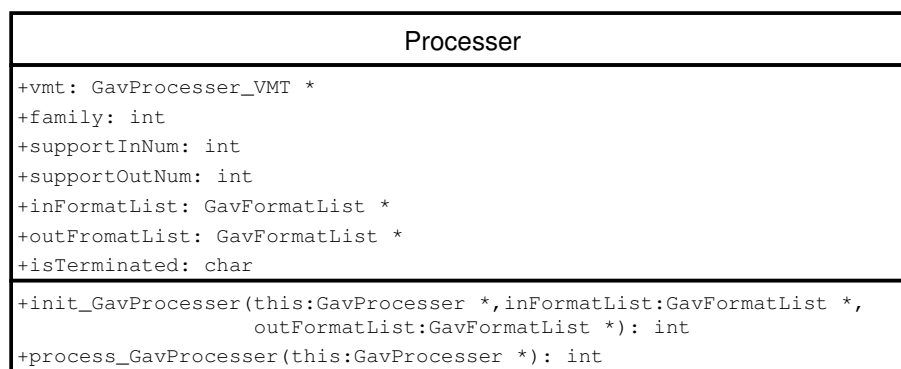 Processer
+vmt: GavProcesser_VMT *
+family: int
+supportInNum: int
+supportOutNum: int
+inFormatList: GavFormatList *
+outFromatList: GavFormatList *
+isTerminated: char
+init_GavProcesser(this:GavProcesser *,inFormatList:GavFormatList *,
outFormatList:GavFormatList *): int
+process_GavProcesser(this:GavProcesser *): int